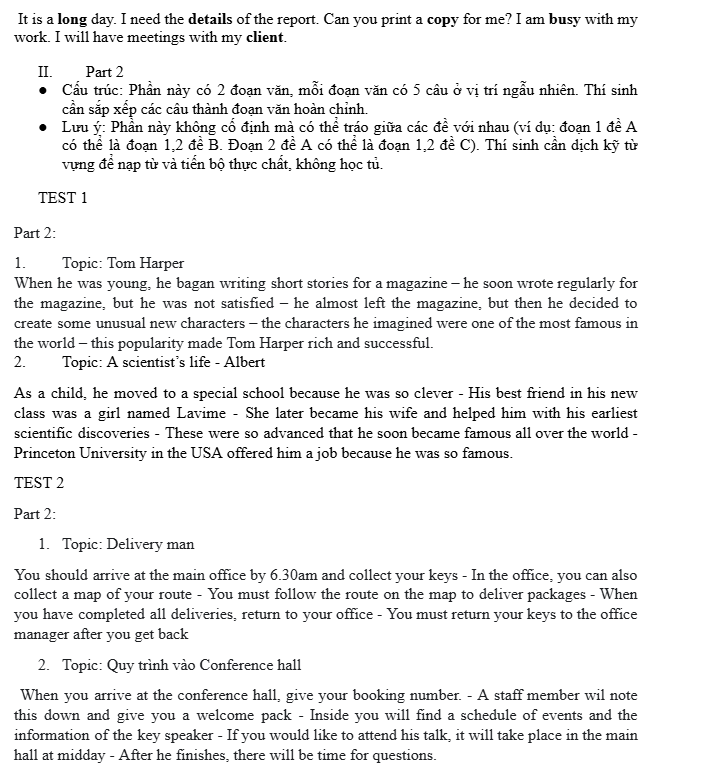 It is a long day. I need the details of the report. Can you print a copy for me? I am busy with my
work. I will have meetings with my client.
II. Part 2
● Cấu trúc: Phần này có 2 đoạn văn, mỗi đoạn văn có 5 câu ở vị trí ngẫu nhiên. Thí sinh
cần sắp xếp các câu thành đoạn văn hoàn chỉnh.
● Lưu ý: Phần này không cố định mà có thể tráo giữa các đề với nhau (ví dụ: đoạn 1 đề A
có thể là đoạn 1,2 đề B. Đoạn 2 đề A có thể là đoạn 1,2 đề C). Thí sinh cần dịch kỹ từ
vựng để nạp từ và tiến bộ thực chất, không học tủ.
TEST 1
Part 2:
1. Topic: Tom Harper
When he was young, he bagan writing short stories for a magazine – he soon wrote regularly for
the magazine, but he was not satisfied – he almost left the magazine, but then he decided to
create some unusual new characters – the characters he imagined were one of the most famous in
the world – this popularity made Tom Harper rich and successful.
2. Topic: A scientist’s life - Albert
As a child, he moved to a special school because he was so clever - His best friend in his new
class was a girl named Lavime - She later became his wife and helped him with his earliest
scientific discoveries - These were so advanced that he soon became famous all over the world -
Princeton University in the USA offered him a job because he was so famous.
TEST 2
Part 2:
1. Topic: Delivery man
You should arrive at the main office by 6.30am and collect your keys - In the office, you can also
collect a map of your route - You must follow the route on the map to deliver packages - When
you have completed all deliveries, return to your office - You must return your keys to the office
manager after you get back
2. Topic: Quy trình vào Conference hall
When you arrive at the conference hall, give your booking number. - A staff member wil note
this down and give you a welcome pack - Inside you will find a schedule of events and the
information of the key speaker - If you would like to attend his talk, it will take place in the main
hall at midday - After he finishes, there will be time for questions.